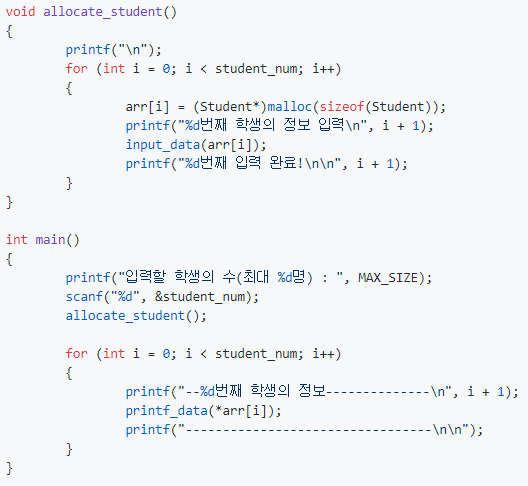 void allocate_student()
{
printf("\n");
for (int i = 0; i < student_num; i++)
{
arr[i] = (Student*)malloc(sizeof(Student));
printf("%d번째 학생의 정보 입력\n", i + 1);
input_data(arr[i]);
printf("%d번째 입력 완료!\n\n", i + 1);
}
}
int main()
{
printf("입력할 학생의 수(최대 %d명) : ", MAX_SIZE);
scanf("%d", &student_num);
allocate_student();
for (int i = 0; i < student_num; i++)
{
printf("--%d번째 학생의 정보--------------\n", i + 1);
printf_data(*arr[i]);
printf("---------------------------------\n\n");
}
}